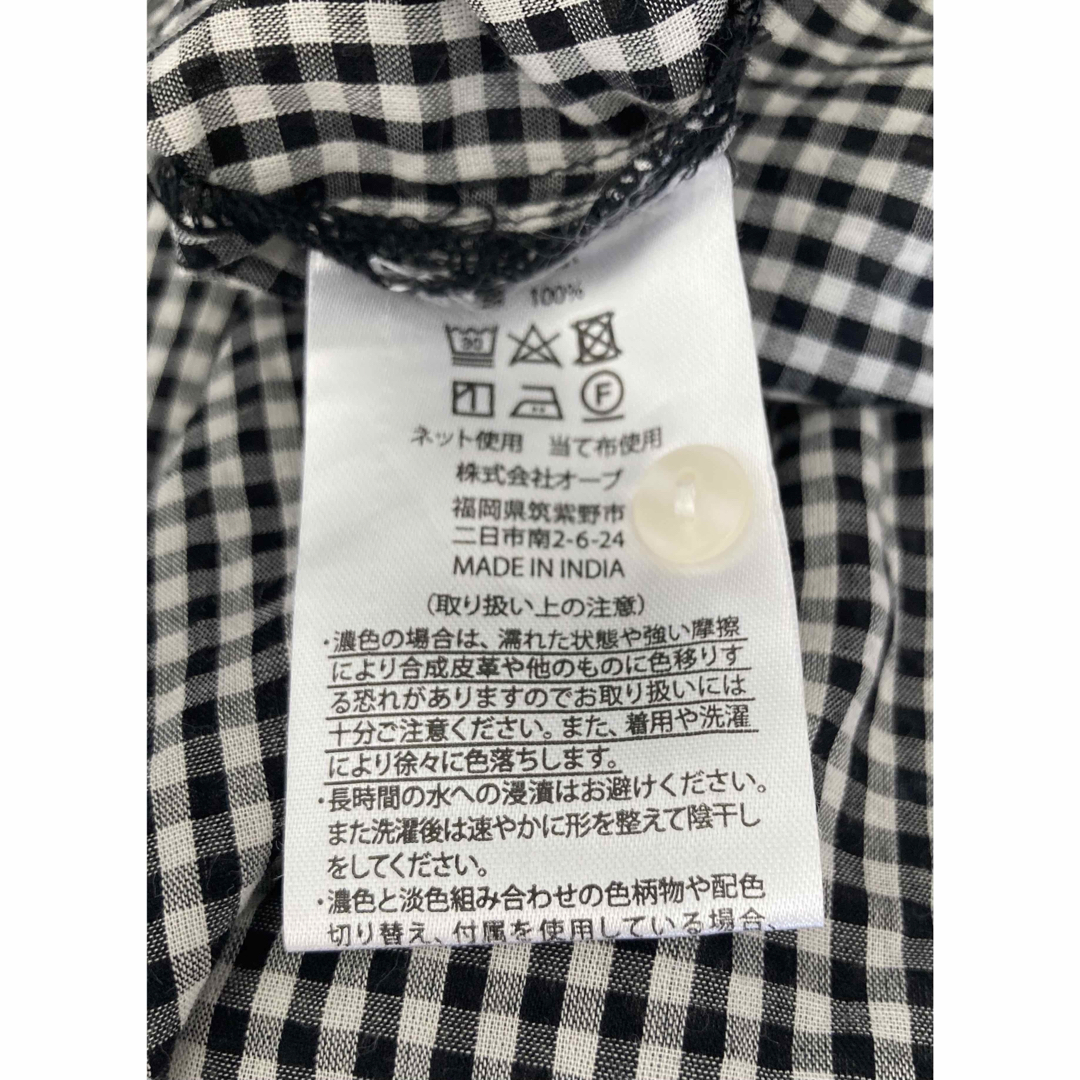 100%
F
ネット使用 当て布使用
株式会社オーブ
福岡県筑紫野市
二日市南2-6-24
MADE IN INDIA
(取り扱い上の注意)
・濃色の場合は、濡れた状態や強い摩擦
により合成皮革や他のものに色移りす
る恐れがありますのでお取り扱いには
十分ご注意ください。また、着用や洗濯
により徐々に色落ちします。
・長時間の水への浸漬はお避けください。
また洗濯後は速やかに形を整えて陰干し
をしてください。
・濃色と淡色組み合わせの色柄物や配色
切り替え、付属を使用している場合、